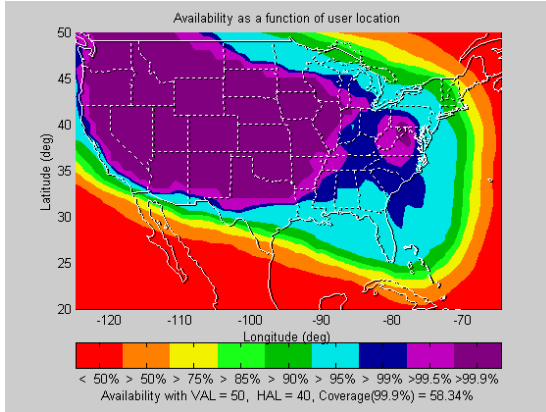 Availability as a function of user location
50
45
40
35
30
25
20
Latitude (deg)
-120 -110 -100 -90 -80 -70
Longitude (deg)
< 50% > 50% > 75% > 85% > 90% > 95% > 99% >99.5% >99.9%
Availability with VAL = 50, HAL = 40, Coverage(99.9%) = 58.34%